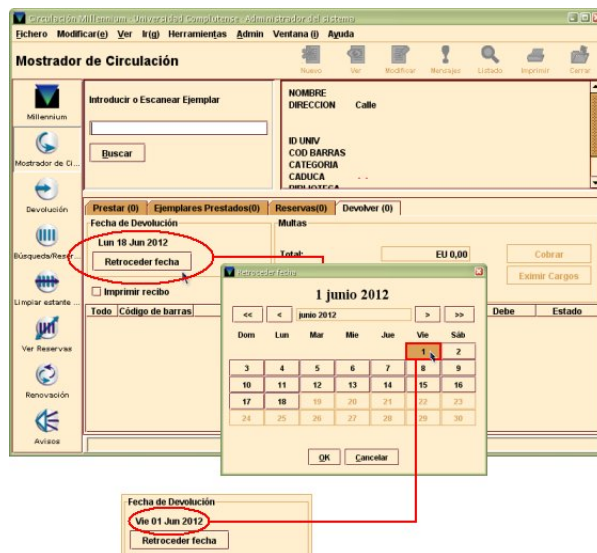 Circulación Millennium · Universidad Complutense · Administrador del sistema
Fichero Modificar(e) Ver Ir(g) Herramientas Admin Ventana (i) Ayuda
Mostrador de Circulación
Nuevo Ver Modificar Mensajes Listado Imprimir Cerrar
Millennium
Mostrador de Ci...
Devolución
Búsqueda/Reser...
Limpiar estante ...
Ver Reservas
Renovación
Avisos
Introducir o Escanear Ejemplar
Buscar
NOMBRE
DIRECCION Calle
ID UNIV
COD BARRAS
CATEGORIA
CADUCA - -
BIBLIOTECA
Prestar (0) Ejemplares Prestados(0) Reservas(0) Devolver (0)
Fecha de Devolución
Lun 18 Jun 2012
Retroceder fecha
Imprimir recibo
Multas
Total: EU 0,00
Cobrar
Eximir Cargos
Todo Código de barras Debe Estado
Retroceder fecha
1 junio 2012
<< < junio 2012 > >>
Dom Lun Mar Mie Jue Vie Sáb
1 2
3 4 5 6 7 8 9
10 11 12 13 14 15 16
17 18 19 20 21 22 23
24 25 26 27 28 29 30
OK Cancelar
Fecha de Devolución
Vie 01 Jun 2012
Retroceder fecha